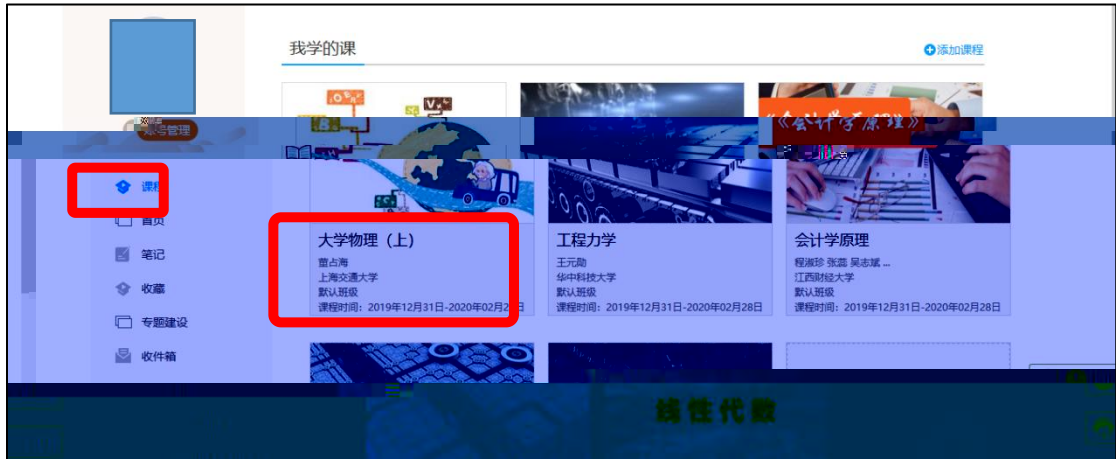 我学的课
添加课程
账号管理
《会计学原理》
课程
首页
笔记
收藏
专题建设
收件箱
大学物理（上）
董占海
上海交通大学
默认班级
课程时间：2019年12月31日-2020年02月2 日
工程力学
王元勋
华中科技大学
默认班级
课程时间：2019年12月31日-2020年02月28日
会计学原理
程淑珍 张蕊 吴志斌 ...
江西财经大学
默认班级
课程时间：2019年12月31日-2020年02月28日
线性代数